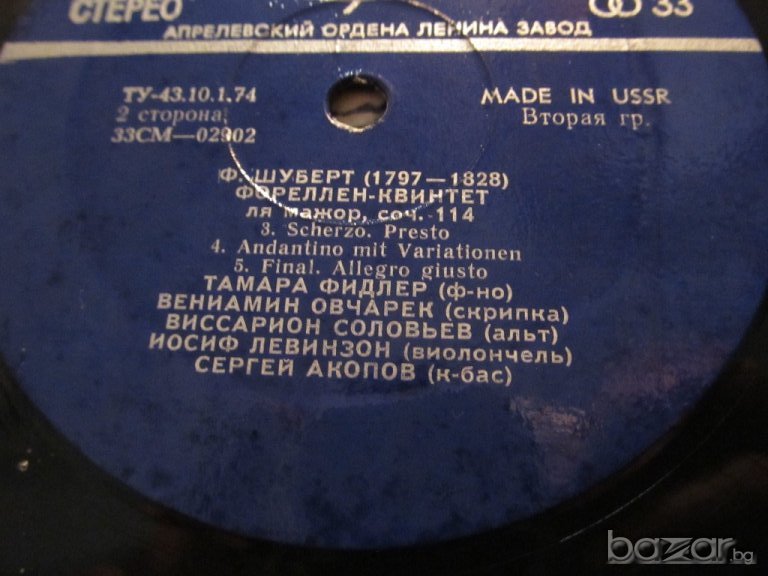 СТЕРЕО 33
АПРЕЛЕВСКИЙ ОРДЕНА ЛЕНИНА ЗАВОД
ТУ-43.10.1.74
2 сторона;
33СМ—02902
MADE IN USSR
Вторая гр.
Ф. ШУБЕРТ (1797—1828)
ФОРЕЛЛЕН-КВИНТЕТ
ля мажор, соч. 114
3. Scherzo. Presto
4. Andantino mit Variationen
5. Final. Allegro giusto
ТАМАРА ФИДЛЕР (ф-но)
ВЕНИАМИН ОВЧАРЕК (скрипка)
ВИССАРИОН СОЛОВЬЕВ (альт)
ИОСИФ ЛЕВИНЗОН (виолончель)
СЕРГЕЙ АКОПОВ (к-бас)
bazar.bg